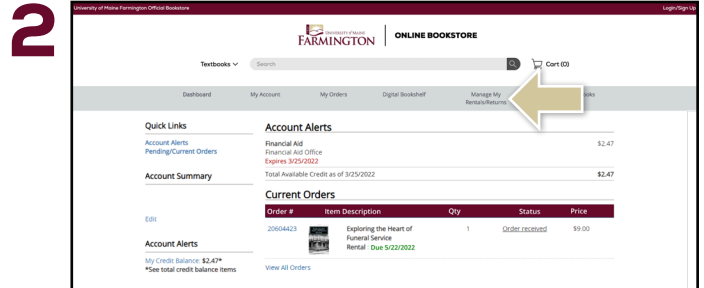 2
University of Maine Farmington Official Bookstore
Login/Sign Up
UNIVERSITY OF MAINE
FARMINGTON
ONLINE BOOKSTORE
Textbooks
Search
Cart (0)
Dashboard
My Account
My Orders
Digital Bookshelf
Manage My
Rentals/Returns
ooks
Quick Links
Account Alerts
Pending/Current Orders
Account Summary
Edit
Account Alerts
My Credit Balance: $2.47*
*See total credit balance items
Account Alerts
Financial Aid $2.47
Financial Aid Office
Expires 3/25/2022
Total Available Credit as of 3/25/2022 $2.47
Current Orders
Order # Item Description Qty Status Price
20604423 Exploring the Heart of 1 Order received $9.00
Funeral Service
Rental : Due 5/22/2022
View All Orders